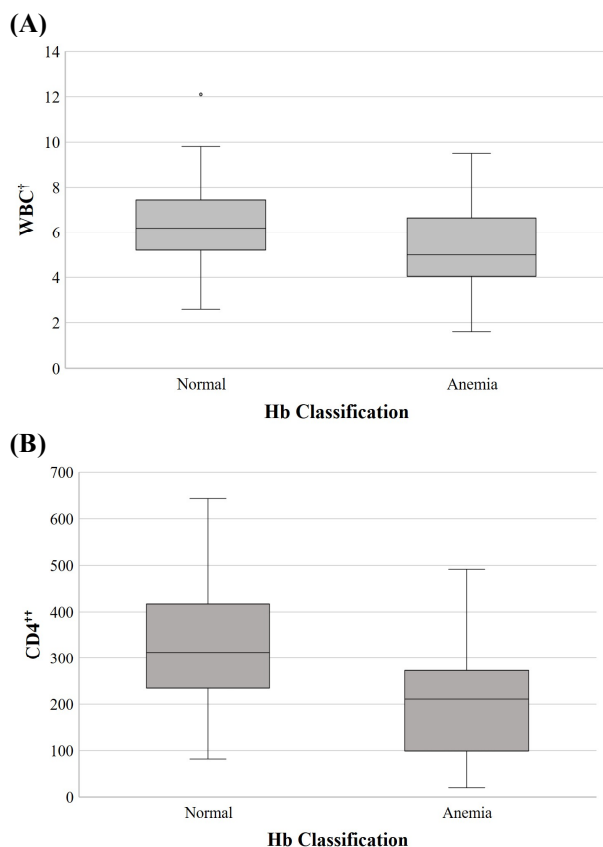 (A)
14
12
10
8
6
4
2
0
WBC†
Normal Anemia
Hb Classification
(B)
700
600
500
400
300
200
100
0
CD4††
Normal Anemia
Hb Classification